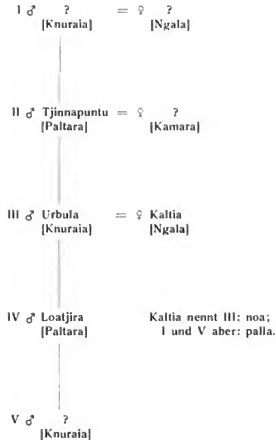 I ♂ ? = ♀ ?
[Knuraia] [Ngala]
II ♂ Tjinnapuntu = ♀ ?
[Paltara] [Kamara]
III ♂ Urbula = ♀ Kaltia
[Knuraia] [Ngala]
IV ♂ Loatjira Kaltia nennt III: noa;
[Paltara] I und V aber: palla.
V ♂ ?
[Knuraia]